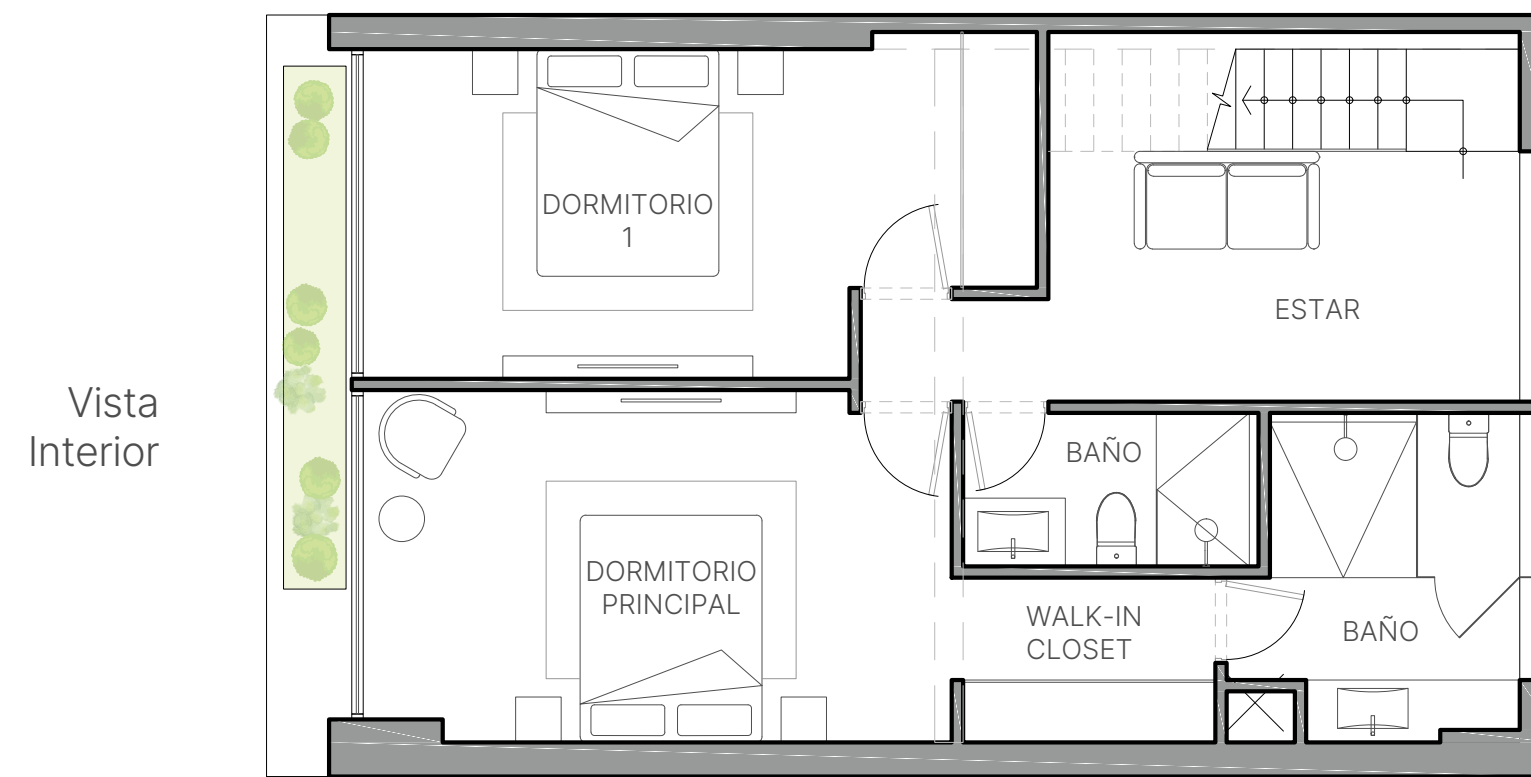 Vista
Interior
DORMITORIO
1
ESTAR
BAÑO
DORMITORIO
PRINCIPAL
WALK-IN
CLOSET
BAÑO